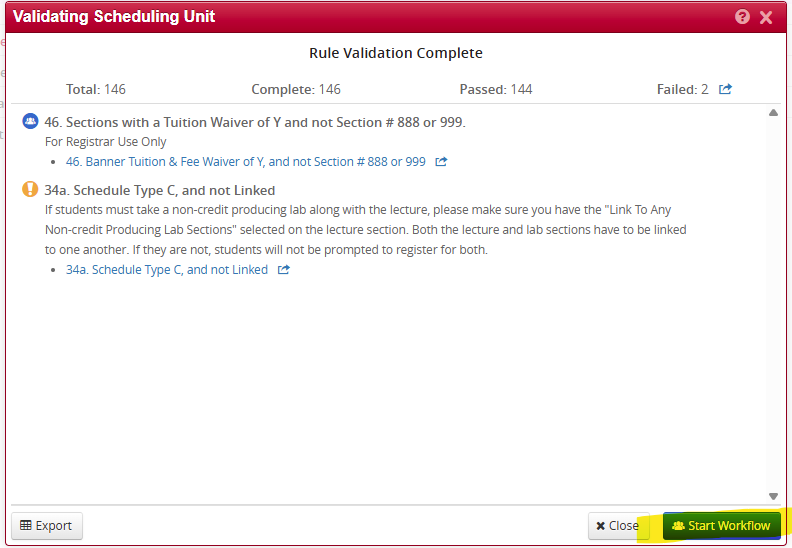 Validating Scheduling Unit
Rule Validation Complete
Total: 146 Complete: 146 Passed: 144 Failed: 2
46. Sections with a Tuition Waiver of Y and not Section # 888 or 999.
For Registrar Use Only
• 46. Banner Tuition & Fee Waiver of Y, and not Section # 888 or 999
34a. Schedule Type C, and not Linked
If students must take a non-credit producing lab along with the lecture, please make sure you have the "Link To Any
Non-credit Producing Lab Sections" selected on the lecture section. Both the lecture and lab sections have to be linked
to one another. If they are not, students will not be prompted to register for both.
• 34a. Schedule Type C, and not Linked
Export Close Start Workflow